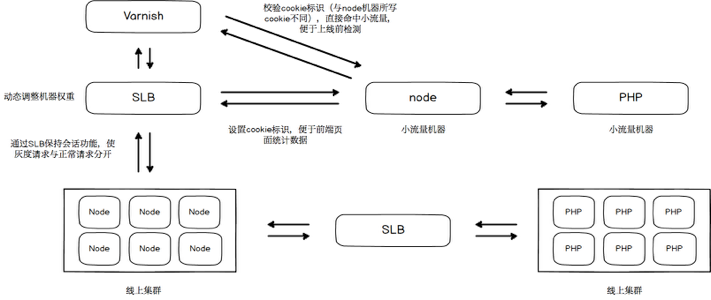 Varnish
校验cookie标识（与node机器所写
cookie不同），直接命中小流量，
便于上线前检测
动态调整机器权重
SLB
node
PHP
小流量机器
小流量机器
设置cookie标识，便于前端页
面统计数据
通过SLB保持会话功能，使
灰度请求与正常请求分开
Node
Node
Node
Node
Node
Node
SLB
PHP
PHP
PHP
PHP
PHP
PHP
线上集群
线上集群